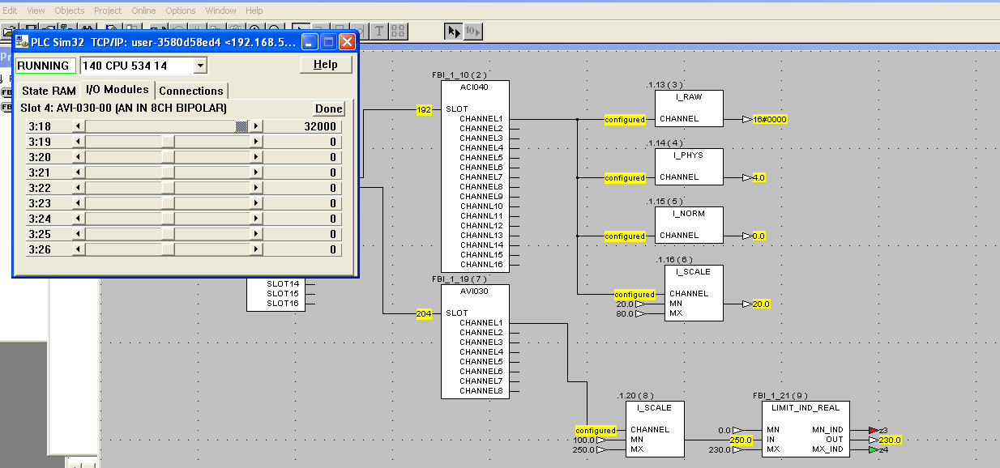 Edit View Objects Project Online Options Window Help
T 10
PLC Sim32 TCP/IP: user-3580d58ed4 <192.168.5...
RUNNING 140 CPU 534 14 Help
State RAM I/O Modules Connections
Slot 4: AVI-030-00 (AN IN 8CH BIPOLAR) Done
3:18 32000
3:19 0
3:20 0
3:21 0
3:22 0
3:23 0
3:24 0
3:25 0
3:26 0
SLOT14
SLOT15
SLOT16
FBI_1_10 (2)
ACI040
192 SLOT
CHANNEL1
CHANNEL2
CHANNEL3
CHANNEL4
CHANNEL5
CHANNEL6
CHANNEL7
CHANNEL8
CHANNEL9
CHANNL10
CHANNL11
CHANNL12
CHANNL13
CHANNL14
CHANNL15
CHANNL16
.1.13 (3)
I_RAW
configured CHANNEL 16#0000
.1.14 (4)
I_PHYS
configured CHANNEL 4.0
.1.15 (5)
I_NORM
configured CHANNEL 0.0
.1.16 (6)
I_SCALE
configured CHANNEL
20.0 MN 20.0
80.0 MX
FBI_1_19 (7)
AVI030
204 SLOT
CHANNEL1
CHANNEL2
CHANNEL3
CHANNEL4
CHANNEL5
CHANNEL6
CHANNEL7
CHANNEL8
.1.20 (8)
I_SCALE
configured CHANNEL
100.0 MN
250.0 MX
FBI_1_21 (9)
LIMIT_IND_REAL
0.0 MN MN_IND z3
250.0 IN OUT 230.0
230.0 MX MX_IND z4